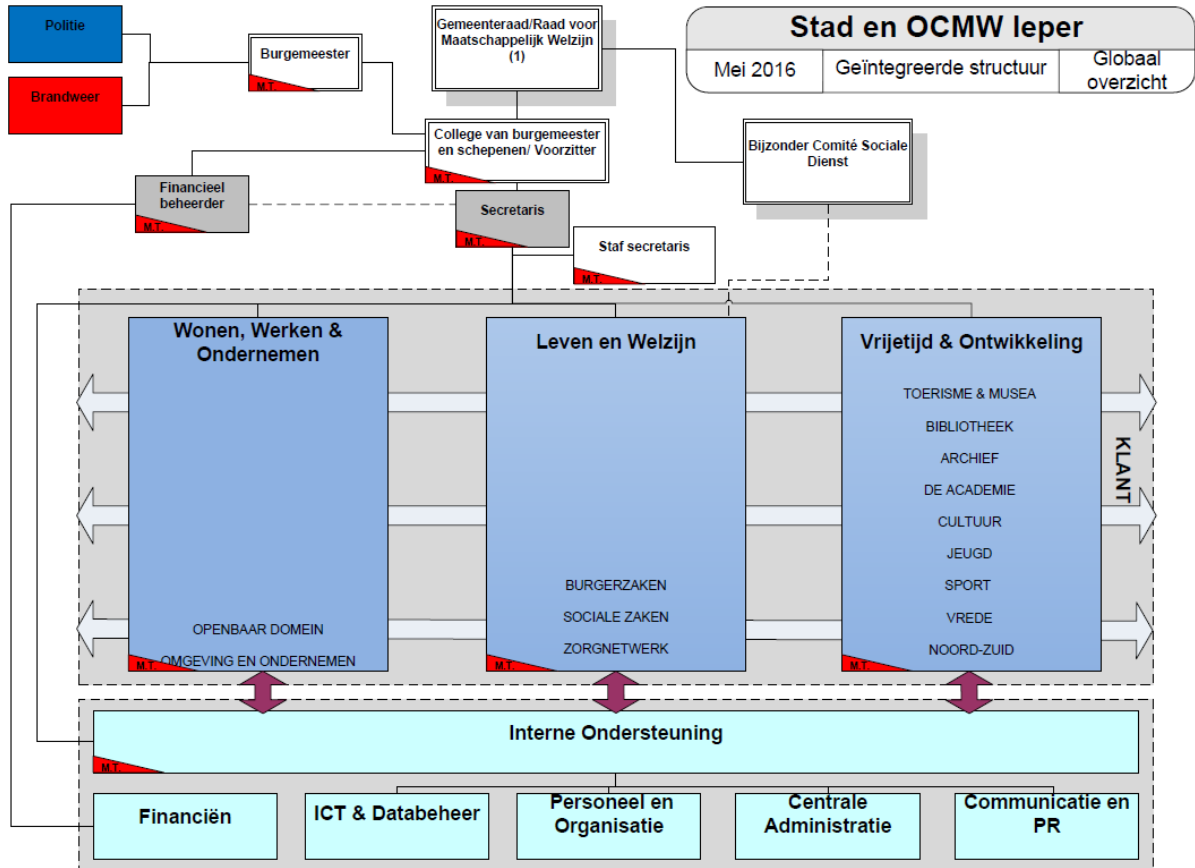 Politie
Brandweer
Burgemeester
M.T.
Gemeenteraad/Raad voor
Maatschappelijk Welzijn
(1)
Stad en OCMW Ieper
Mei 2016
Geïntegreerde structuur
Globaal
overzicht
College van burgemeester
en schepenen/ Voorzitter
M.T.
Bijzonder Comité Sociale
Dienst
Financieel
beheerder
M.T.
Secretaris
M.T.
Staf secretaris
M.T.
Wonen, Werken &
Ondernemen
OPENBAAR DOMEIN
OMGEVING EN ONDERNEMEN
M.T.
Leven en Welzijn
BURGERZAKEN
SOCIALE ZAKEN
ZORGNETWERK
M.T.
Vrijetijd & Ontwikkeling
TOERISME & MUSEA
BIBLIOTHEEK
ARCHIEF
DE ACADEMIE
CULTUUR
JEUGD
SPORT
VREDE
NOORD-ZUID
M.T.
KLANT
Interne Ondersteuning
M.T.
Financiën
ICT & Databeheer
Personeel en
Organisatie
Centrale
Administratie
Communicatie en
PR